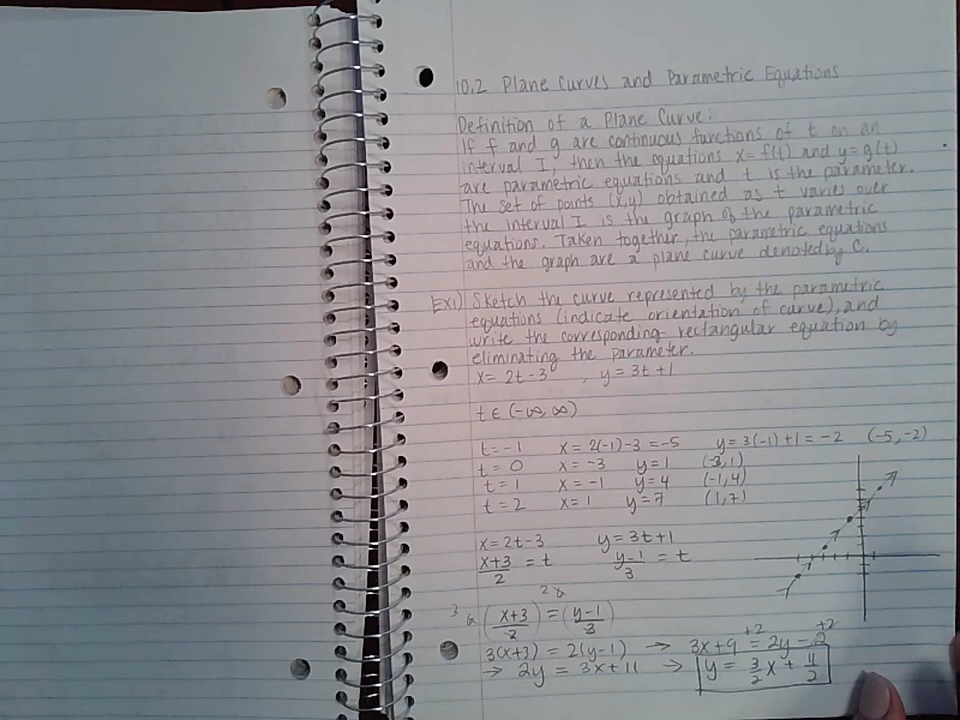 10.2 Plane Curves and Parametric Equations
Definition of a Plane Curve:
If f and g are continuous functions of t on an
interval I, then the equations x=f(t) and y=g(t)
are parametric equations and t is the parameter.
The set of points (x,y) obtained as t varies over
the interval I is the graph of the parametric
equations. Taken together, the parametric equations
and the graph are a plane curve denoted by C.
EX1) Sketch the curve represented by the parametric
equations (indicate orientation of curve), and
write the corresponding rectangular equation by
eliminating the parameter.
x = 2t-3 , y = 3t+1
t ∈ (-∞, ∞)
t=-1 x = 2(-1)-3 = -5 y = 3(-1)+1 = -2 (-5,-2)
t = 0 x = -3 y = 1 (-3,1)
t = 1 x = -1 y = 4 (-1,4)
t = 2 x = 1 y = 7 (1,7)
x = 2t-3 y = 3t+1
(x+3)/2 = t (y-1)/3 = t
3 ((x+3)/2) = ((y-1)/3) 2
3(x+3) = 2(y-1) → 3x+9 +2 = 2y-2 +2
→ 2y = 3x+11 → y = 3/2 x + 11/2